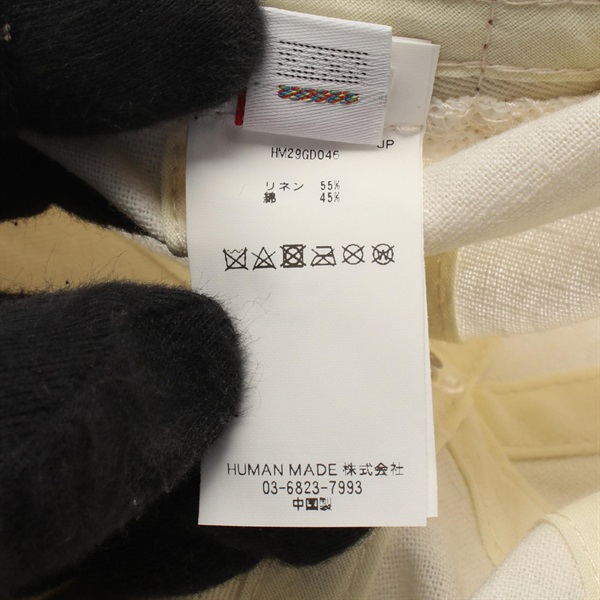 JP
HM29GD046
リネン 55%
綿 45%
HUMAN MADE 株式会社
03-6823-7993
中国製